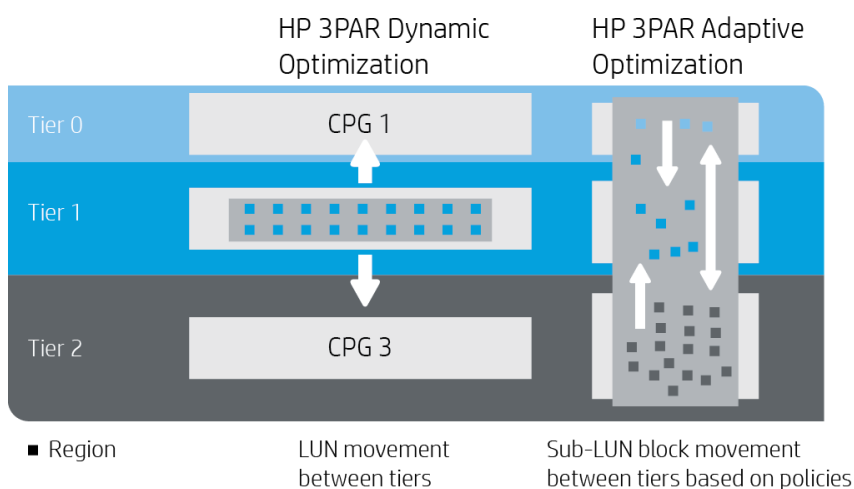 HP 3PAR Dynamic
Optimization
HP 3PAR Adaptive
Optimization
Tier 0
CPG 1
Tier 1
Tier 2
CPG 3
Region
LUN movement
between tiers
Sub-LUN block movement
between tiers based on policies